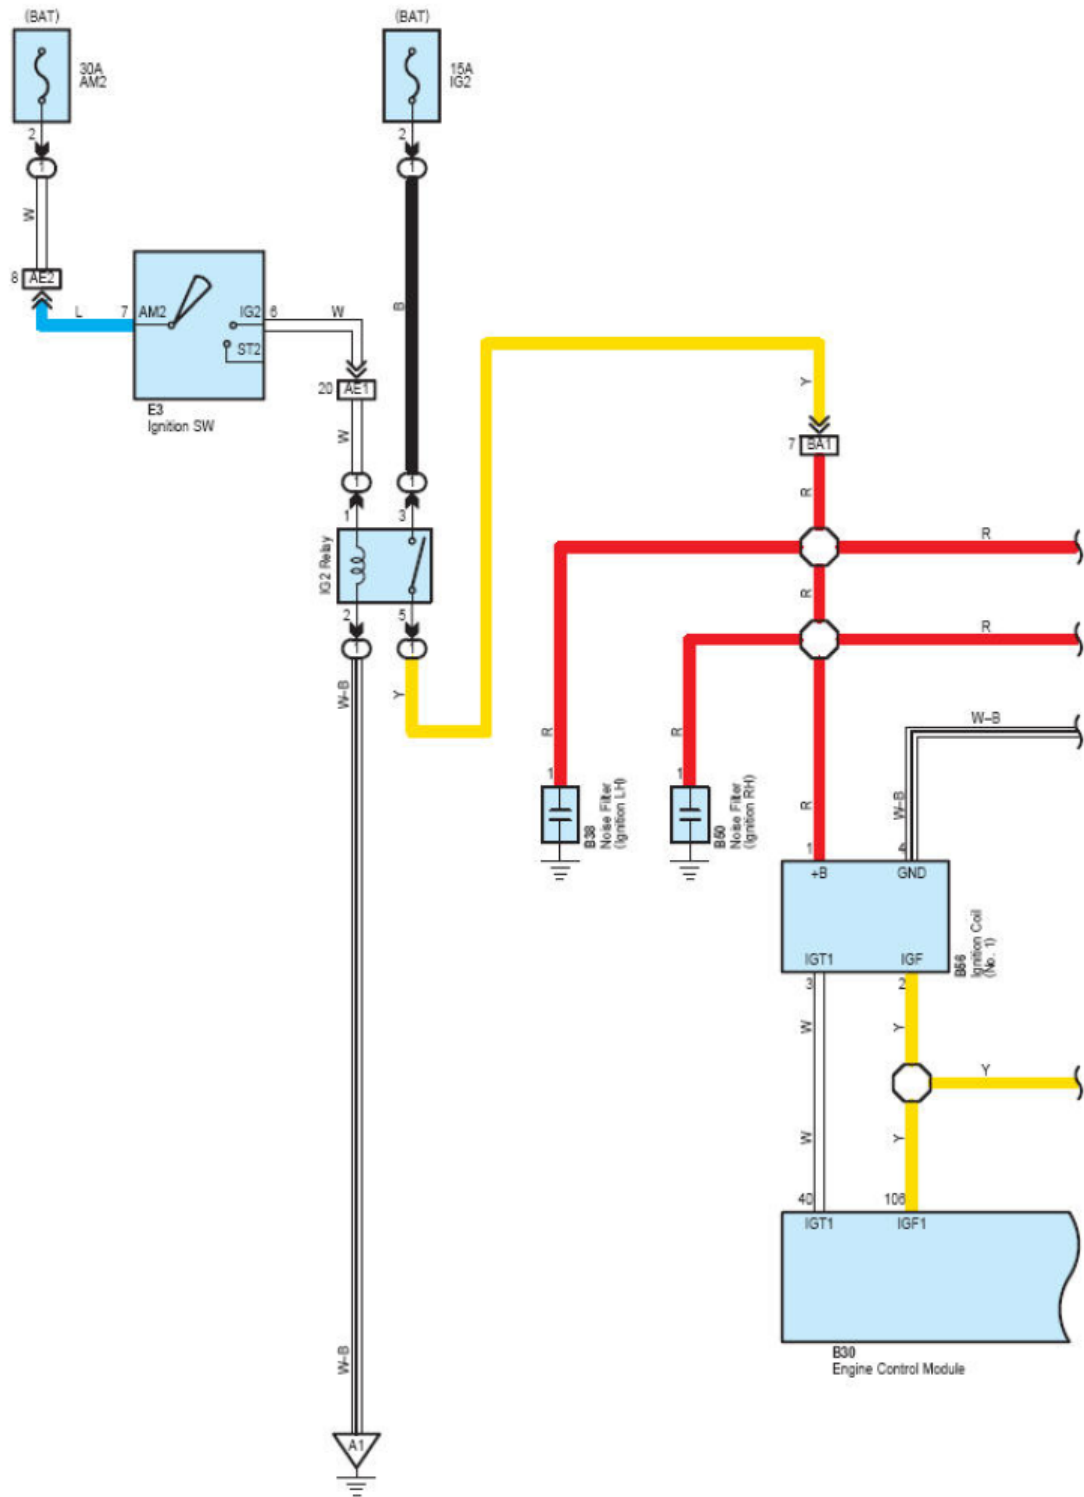 (BAT)
(BAT)
30A
AM2
15A
IG2
2
2
1
1
W
8
AE2
L
7
AM2
IG2
6
W
ST2
B
E3
Ignition SW
20
AE1
W
Y
7
BA1
R
1
1
1
3
IG2 Relay
R
R
2
5
1
1
R
W-B
Y
R
R
W-B
1
1
B38
Noise Filter
(Ignition LH)
B50
Noise Filter
(Ignition RH)
R
W-B
1
4
+B
GND
IGT1
IGF
B56
Ignition Coil
(No. 1)
3
2
W
Y
Y
W
Y
40
106
IGT1
IGF1
B30
Engine Control Module
W-B
A1